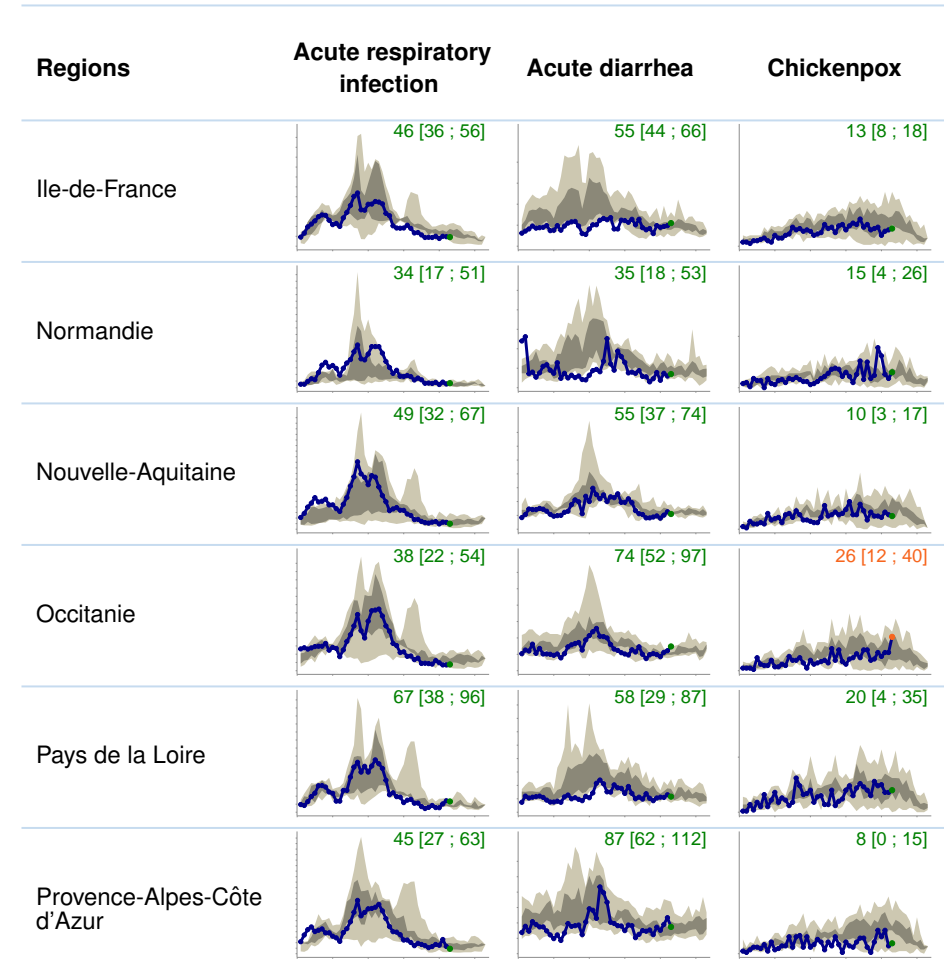 Regions
Acute respiratory
infection
Acute diarrhea
Chickenpox
Ile-de-France
46 [36 ; 56]
55 [44 ; 66]
13 [8 ; 18]
Normandie
34 [17 ; 51]
35 [18 ; 53]
15 [4 ; 26]
Nouvelle-Aquitaine
49 [32 ; 67]
55 [37 ; 74]
10 [3 ; 17]
Occitanie
38 [22 ; 54]
74 [52 ; 97]
26 [12 ; 40]
Pays de la Loire
67 [38 ; 96]
58 [29 ; 87]
20 [4 ; 35]
Provence-Alpes-Côte
d'Azur
45 [27 ; 63]
87 [62 ; 112]
8 [0 ; 15]